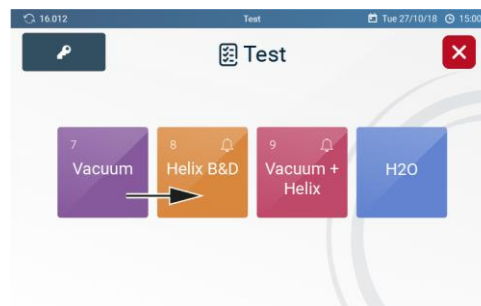 16.012
Test
Tue 27/10/18
15:00
Test
7
Vacuum
8
Helix B&D
9
Vacuum +
Helix
H2O